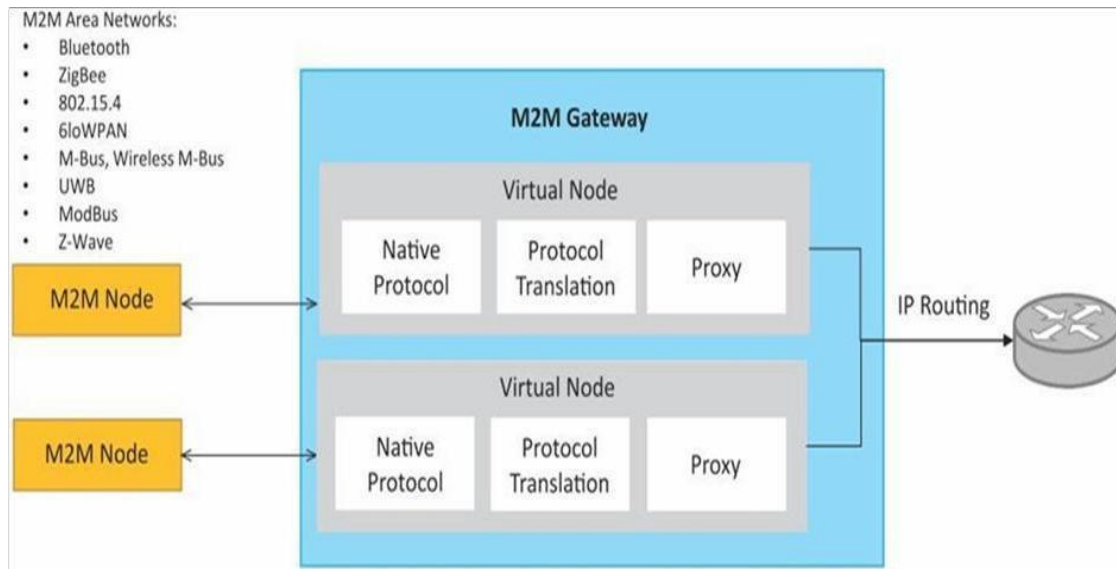 M2M Area Networks:
• Bluetooth
• ZigBee
• 802.15.4
• 6loWPAN
• M-Bus, Wireless M-Bus
• UWB
• ModBus
• Z-Wave
M2M Gateway
Virtual Node
Native
Protocol
Protocol
Translation
Proxy
M2M Node
IP Routing
Virtual Node
Native
Protocol
Protocol
Translation
Proxy
M2M Node